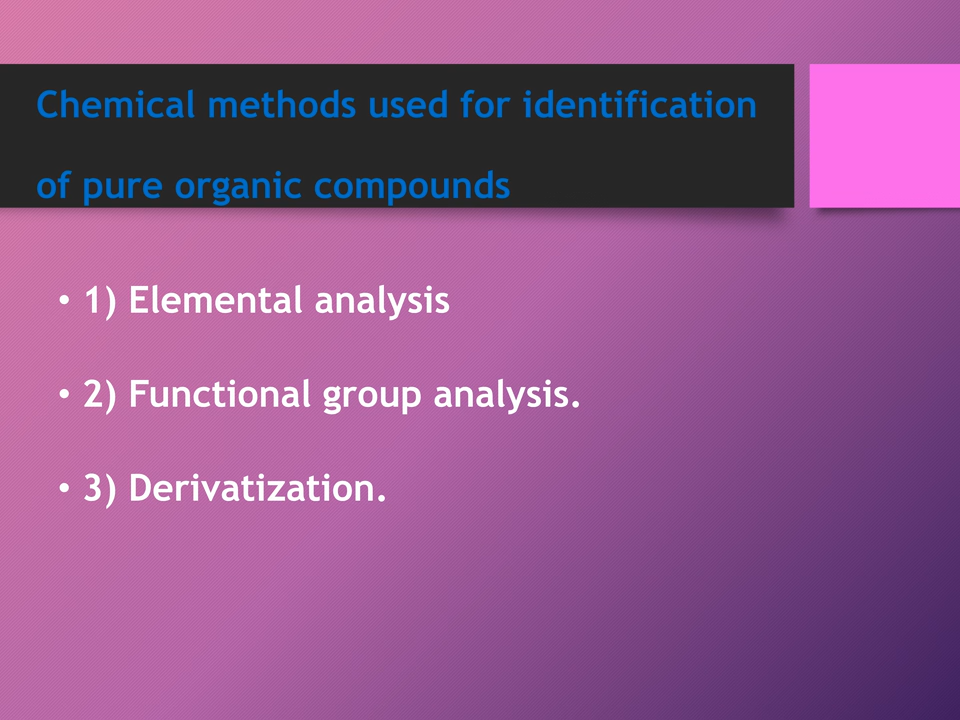 Chemical methods used for identification
of pure organic compounds
• 1) Elemental analysis
• 2) Functional group analysis.
• 3) Derivatization.